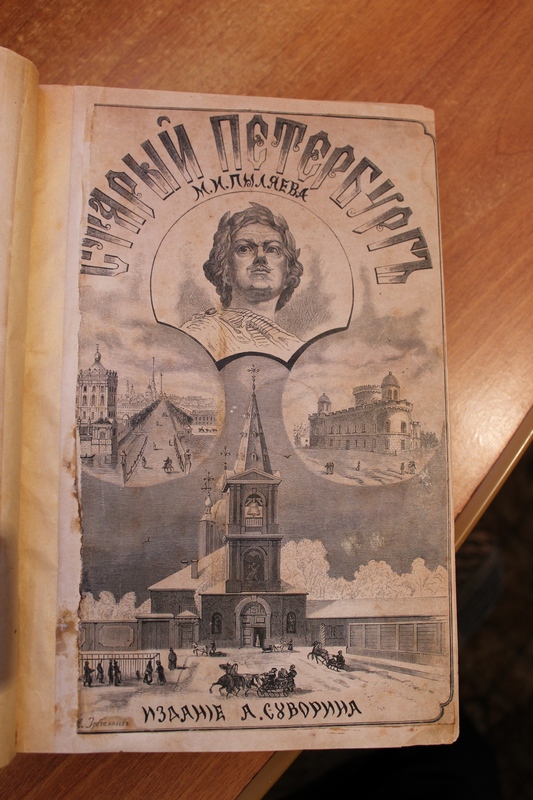 СТАРЫЙ ПЕТЕРБУРГЪ
М. И. ПЫЛЯЕВА
ИЗДАНІЕ А. СУВОРИНА